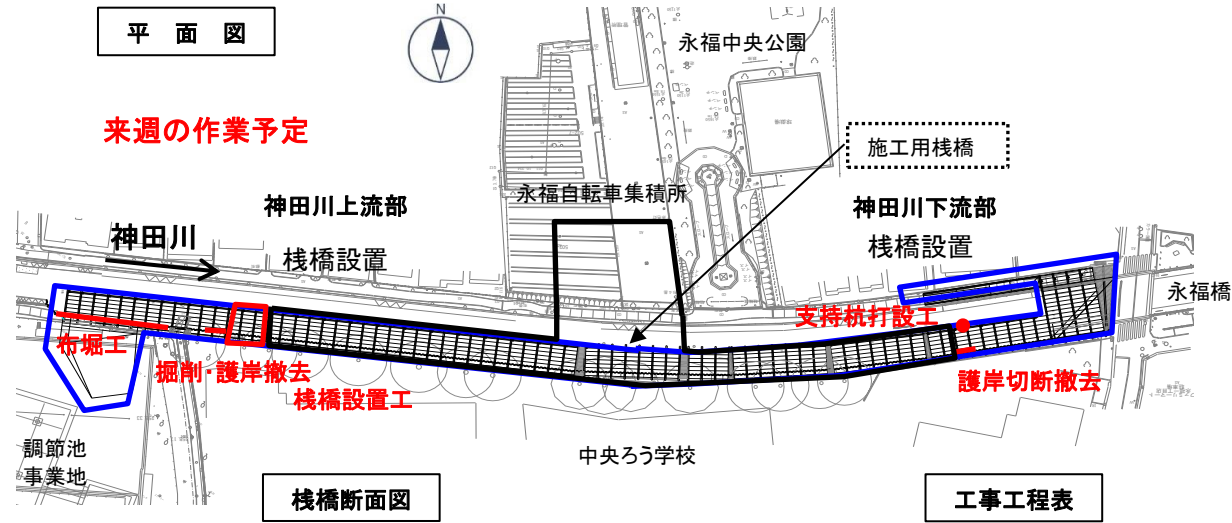 平 面 図
N
永福中央公園
来週の作業予定
施工用桟橋
永福自転車集積所
神田川上流部
神田川下流部
神田川
桟橋設置
桟橋設置
永福橋
支持杭打設工
布堀工
掘削・護岸撤去
護岸切断撤去
桟橋設置工
調節池
事業地
中央ろう学校
桟橋断面図
工事工程表